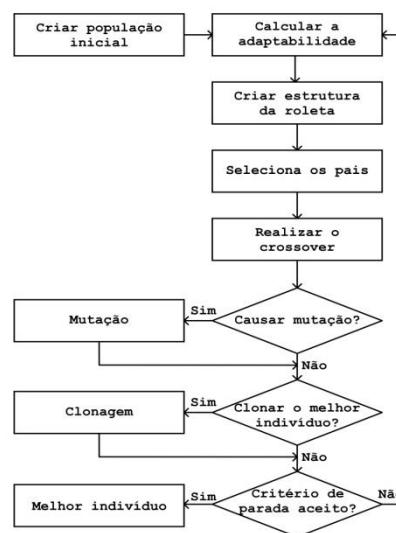 Criar população
inicial
Calcular a
adaptabilidade
Criar estrutura
da roleta
Seleciona os pais
Realizar o
crossover
Causar mutação?
Sim
Mutação
Não
Clonar o melhor
indivíduo?
Sim
Clonagem
Não
Critério de
parada aceito?
Sim
Não
Melhor indivíduo